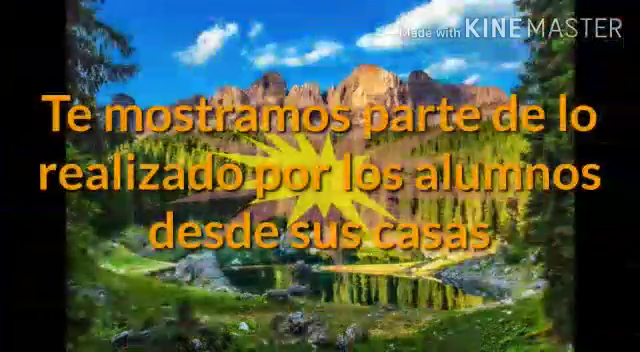 Made with KINEMASTER
Te mostramos parte de lo
realizado por los alumnos
desde sus casas